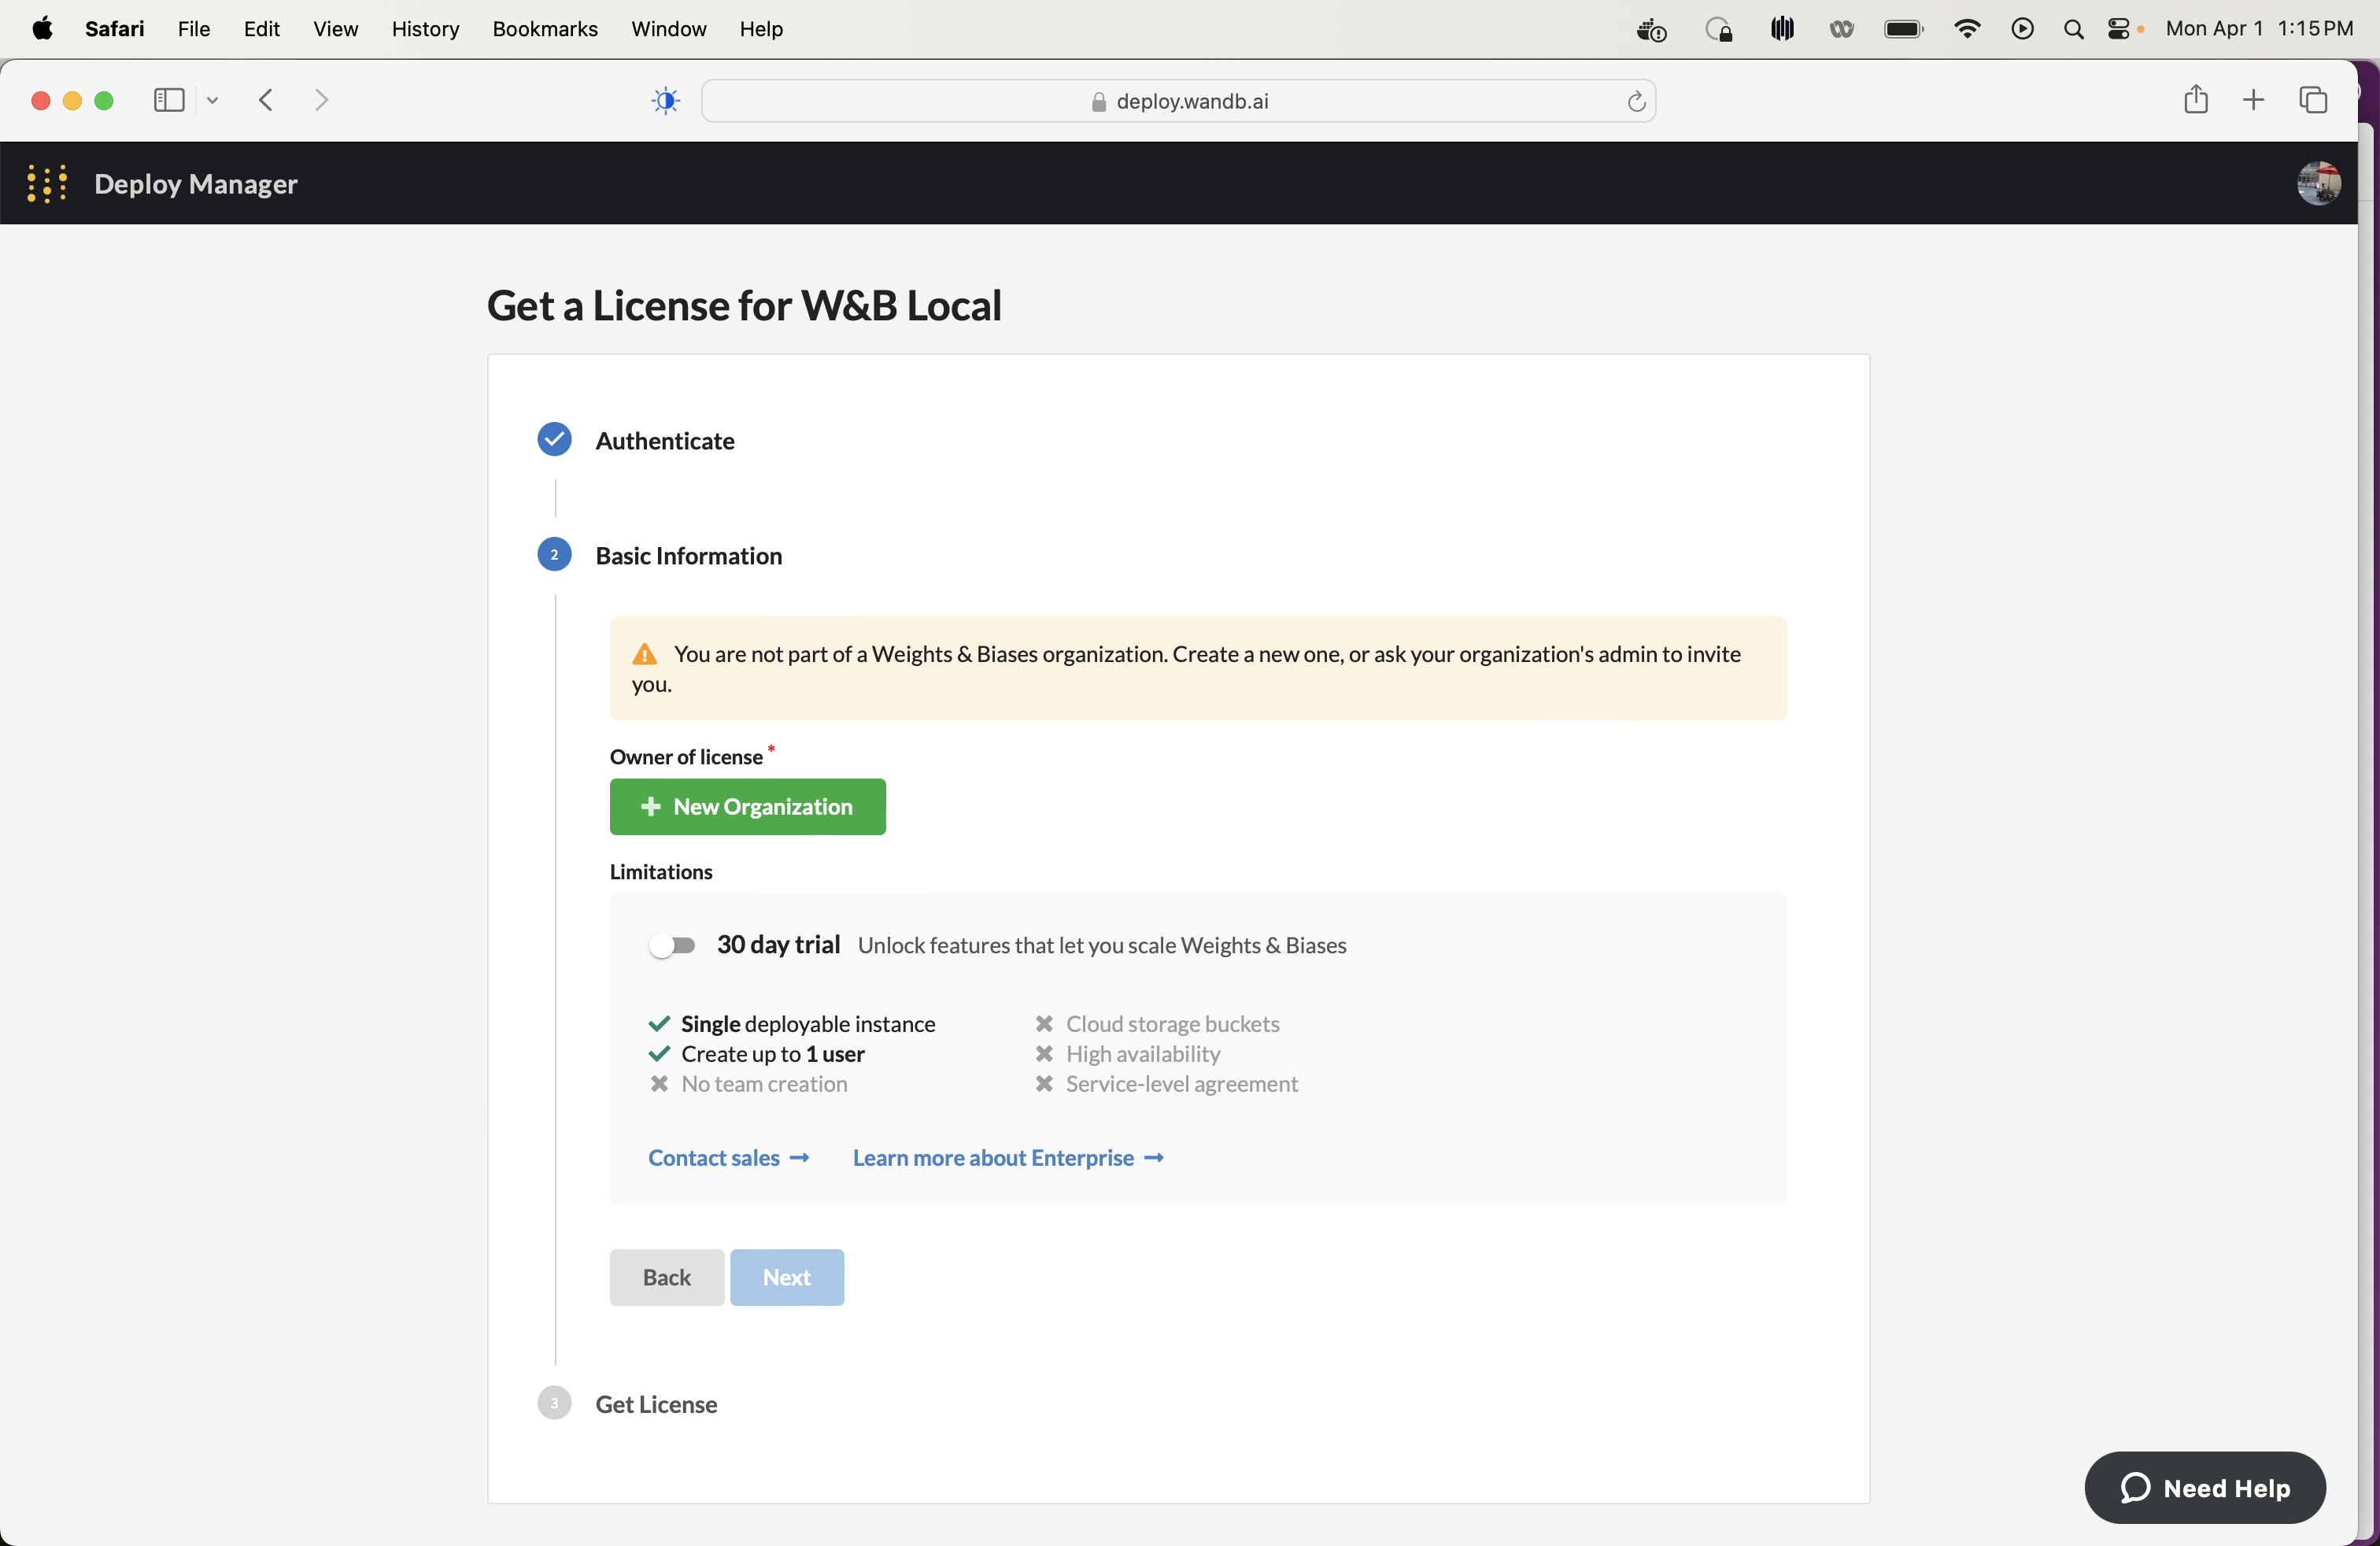 Safari File Edit View History Bookmarks Window Help Mon Apr 1 1:15 PM
deploy.wandb.ai
Deploy Manager
Get a License for W&B Local
Authenticate
2 Basic Information
You are not part of a Weights & Biases organization. Create a new one, or ask your organization's admin to invite
you.
Owner of license *
New Organization
Limitations
30 day trial Unlock features that let you scale Weights & Biases
Single deployable instance
Create up to 1 user
No team creation
Cloud storage buckets
High availability
Service-level agreement
Contact sales → Learn more about Enterprise →
Back Next
3 Get License
Need Help